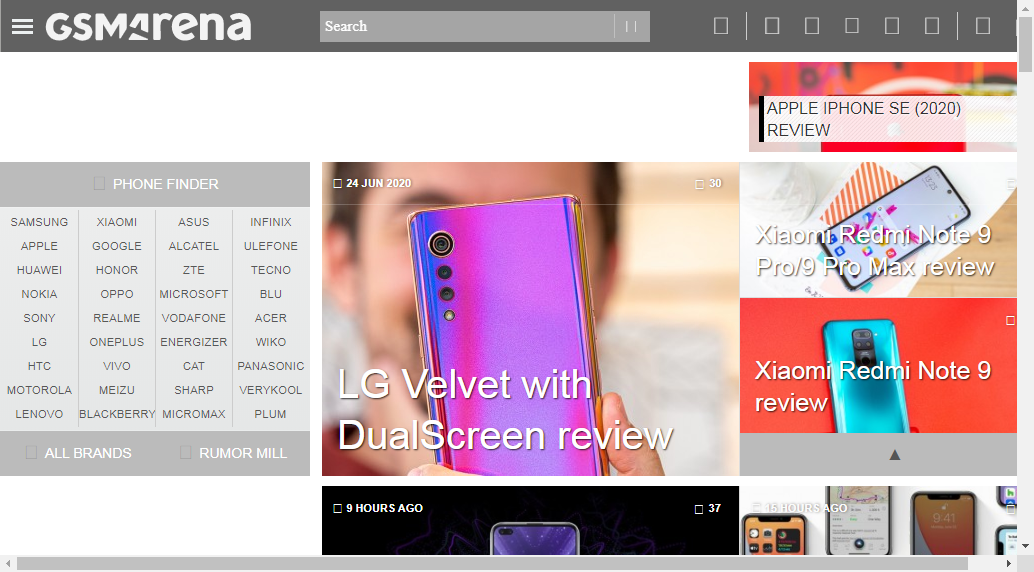 GSMArena
Search
APPLE IPHONE SE (2020)
REVIEW
PHONE FINDER
SAMSUNG XIAOMI ASUS INFINIX
APPLE GOOGLE ALCATEL ULEFONE
HUAWEI HONOR ZTE TECNO
NOKIA OPPO MICROSOFT BLU
SONY REALME VODAFONE ACER
LG ONEPLUS ENERGIZER WIKO
HTC VIVO CAT PANASONIC
MOTOROLA MEIZU SHARP VERYKOOL
LENOVO BLACKBERRY MICROMAX PLUM
ALL BRANDS RUMOR MILL
24 JUN 2020 30
LG Velvet with
DualScreen review
Xiaomi Redmi Note 9
Pro/9 Pro Max review
Xiaomi Redmi Note 9
review
9 HOURS AGO 37
15 HOURS AGO
9:41